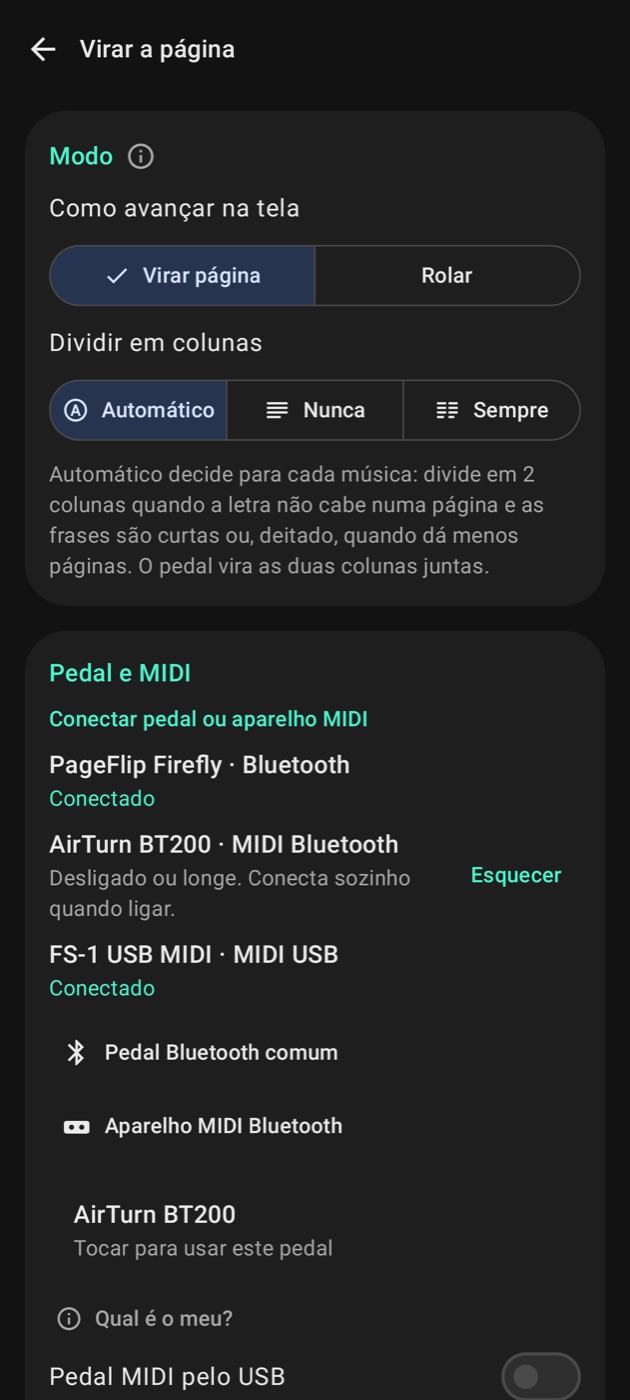 Virar a página
Modo
Como avançar na tela
Virar página
Rolar
Dividir em colunas
Automático
Nunca
Sempre
Automático decide para cada música: divide em 2
colunas quando a letra não cabe numa página e as
frases são curtas ou, deitado, quando dá menos
páginas. O pedal vira as duas colunas juntas.
Pedal e MIDI
Conectar pedal ou aparelho MIDI
PageFlip Firefly · Bluetooth
Conectado
AirTurn BT200 · MIDI Bluetooth
Desligado ou longe. Conecta sozinho
quando ligar.
Esquecer
FS-1 USB MIDI · MIDI USB
Conectado
Pedal Bluetooth comum
Aparelho MIDI Bluetooth
AirTurn BT200
Tocar para usar este pedal
Qual é o meu?
Pedal MIDI pelo USB